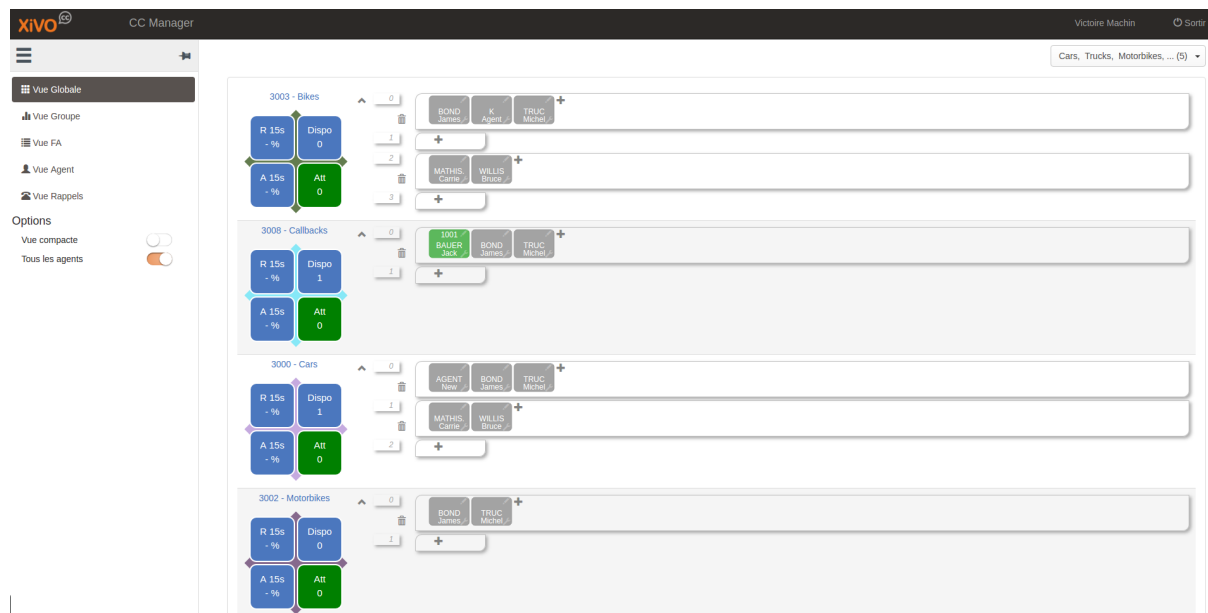 XiVO CC
CC Manager
Victoire Machin
Sortir
Cars, Trucks, Motorbikes, ... (5)
Vue Globale
Vue Groupe
Vue FA
Vue Agent
Vue Rappels
Options
Vue compacte
Tous les agents
3003 - Bikes
R 15s
- %
Dispo
0
A 15s
- %
Att
0
0
BOND
James
K
Agent
TRUC
Michel
1
2
MATHIS.
Carrie
WILLIS
Bruce
3
3008 - Callbacks
R 15s
- %
Dispo
1
A 15s
- %
Att
0
0
1001
BAUER
Jack
BOND
James
TRUC
Michel
1
3000 - Cars
R 15s
- %
Dispo
1
A 15s
- %
Att
0
0
AGENT
New
BOND
James
TRUC
Michel
1
MATHIS.
Carrie
WILLIS
Bruce
2
3002 - Motorbikes
R 15s
- %
Dispo
0
A 15s
- %
Att
0
0
BOND
James
TRUC
Michel
1